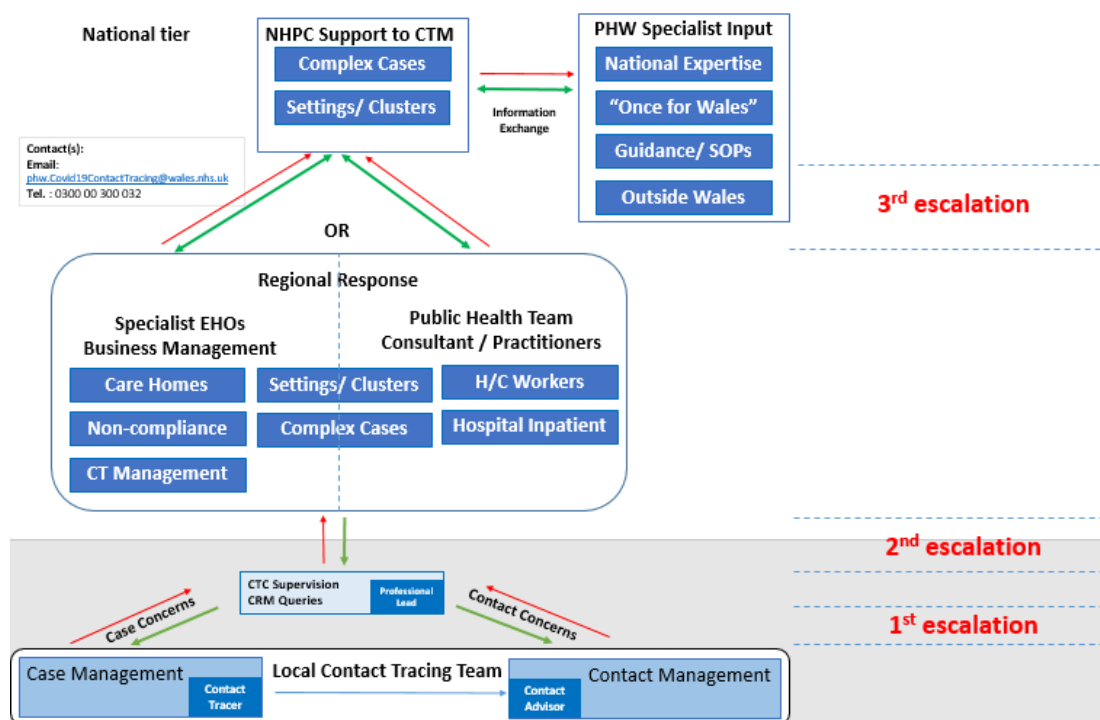 National tier
NHPC Support to CTM
Complex Cases
Settings/ Clusters
Information
Exchange
PHW Specialist Input
National Expertise
“Once for Wales”
Guidance/ SOPs
Outside Wales
Contact(s):
Email:
phw.Covid19ContactTracing@wales.nhs.uk
Tel. : 0300 00 300 032
3rd escalation
OR
Regional Response
Specialist EHOs
Business Management
Public Health Team
Consultant / Practitioners
Care Homes
Settings/ Clusters
H/C Workers
Non-compliance
Complex Cases
Hospital Inpatient
CT Management
2nd escalation
CTC Supervision
CRM Queries
Professional
Lead
Case Concerns
Contact Concerns
1st escalation
Case Management
Contact
Tracer
Local Contact Tracing Team
Contact
Advisor
Contact Management